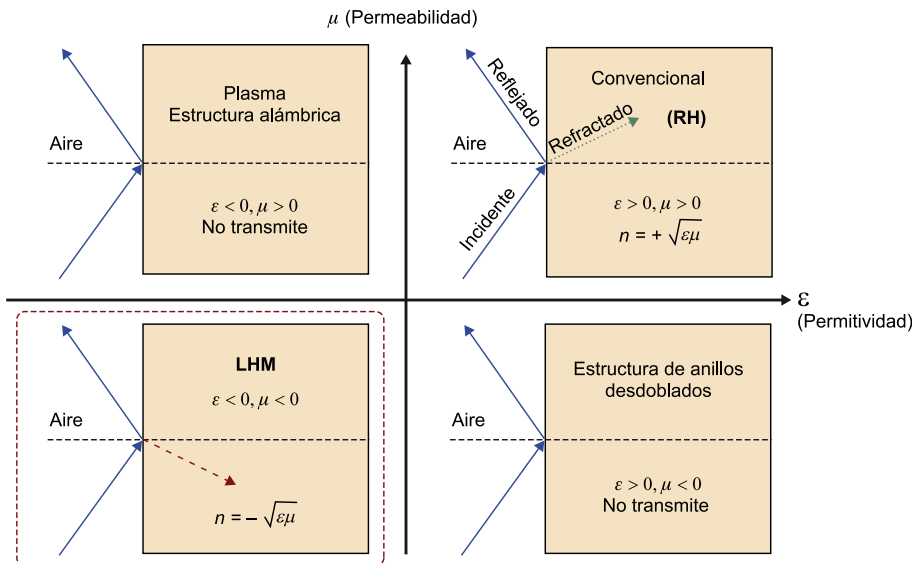 μ (Permeabilidad)
Plasma
Estructura alámbrica
Aire
ε < 0, μ > 0
No transmite
Convencional
(RH)
Reflejado
Refractado
Aire
Incidente
ε > 0, μ > 0
n = + √εμ
ε
(Permitividad)
LHM
ε < 0, μ < 0
Aire
n = – √εμ
Estructura de anillos
desdoblados
Aire
ε > 0, μ < 0
No transmite